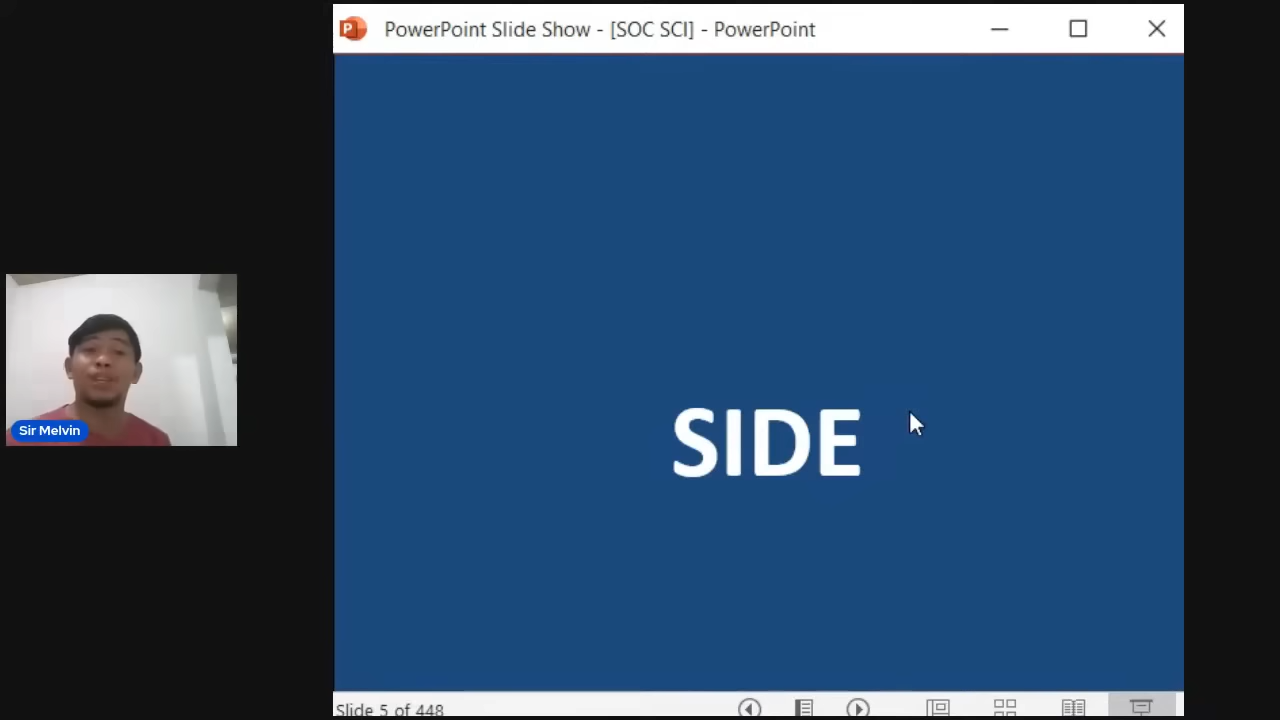 PowerPoint Slide Show - [SOC SCI] - PowerPoint
SIDE
Sir Melvin
Slide 5 of 448